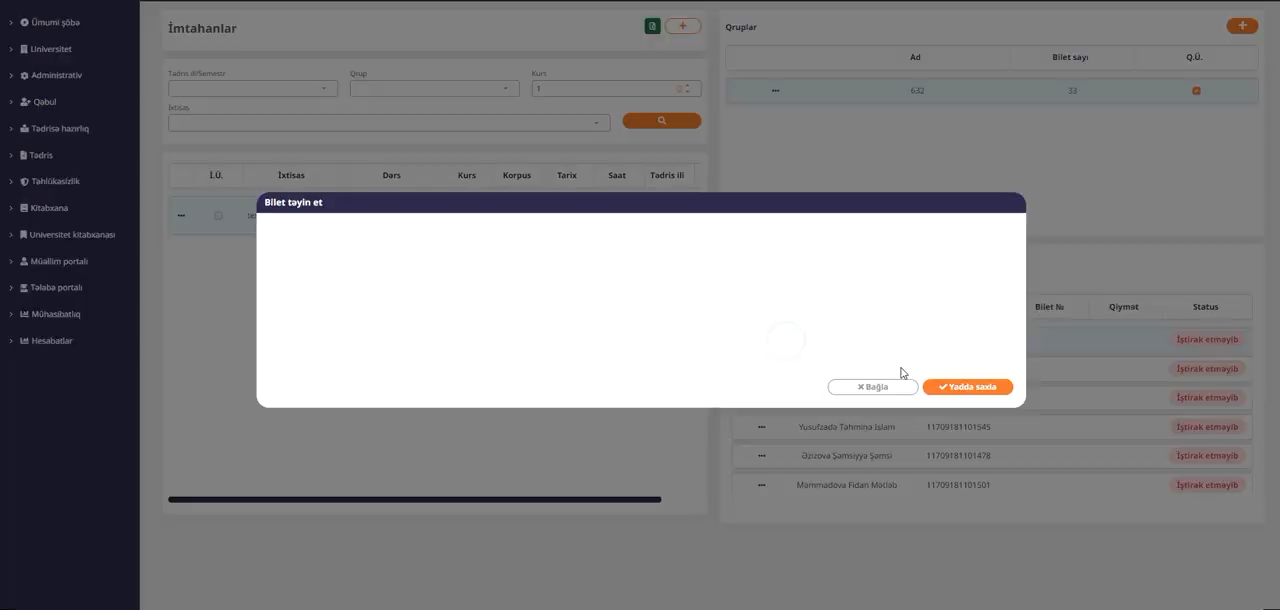 Ümumi şöbə
Universitet
Administrativ
Qəbul
Tədrisə hazırlıq
Tədris
Təhlükəsizlik
Kitabxana
Universitet kitabxanası
Müəllim portalı
Tələbə portalı
Mühasibatlıq
Hesabatlar
İmtahanlar
Tədris ili/Semestr
Qrup
Kurs
1
İxtisas
İ.Ü.
İxtisas
Dərs
Kurs
Korpus
Tarix
Saat
Tədris ili
Qruplar
Ad
Bilet sayı
Q.Ü.
632
33
Bilet təyin et
Bağla
Yadda saxla
Bilet №
Qiymət
Status
İştirak etməyib
İştirak etməyib
İştirak etməyib
Yusufzadə Təhminə İslam
11709181101545
İştirak etməyib
Əzizova Şəmsiyyə Şəmsi
11709181101478
İştirak etməyib
Məmmədova Fidan Mətləb
11709181101501
İştirak etməyib